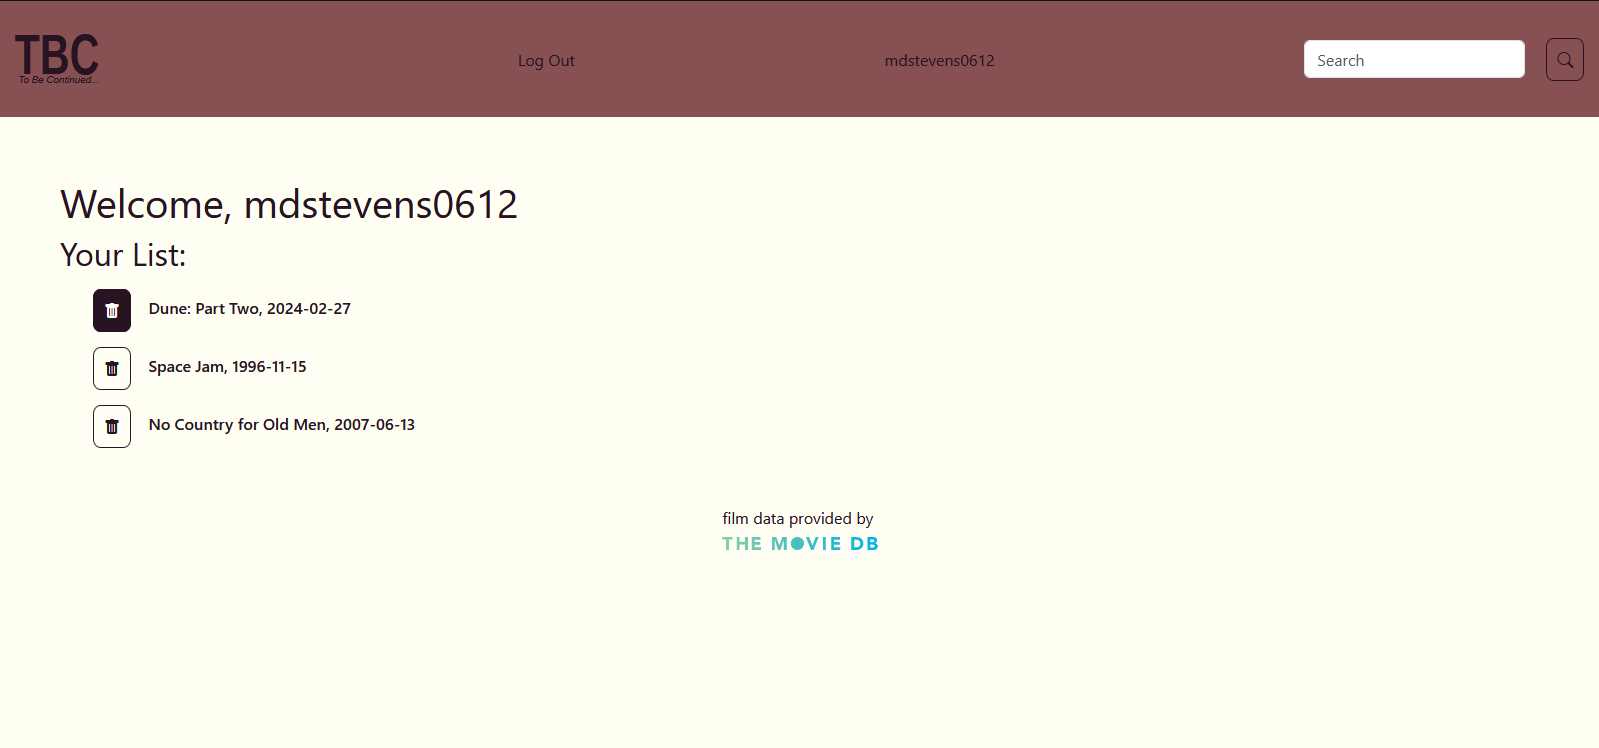 TBC
To Be Continued...
Log Out
mdstevens0612
Search
Welcome, mdstevens0612
Your List:
Dune: Part Two, 2024-02-27
Space Jam, 1996-11-15
No Country for Old Men, 2007-06-13
film data provided by
THE MOVIE DB